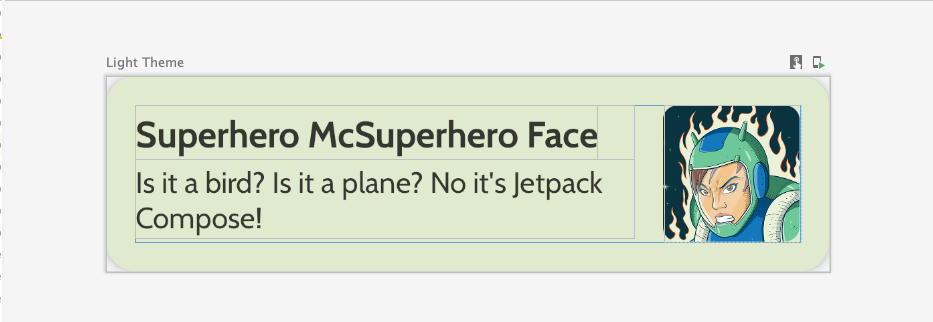 Light Theme
Superhero McSuperhero Face
Is it a bird? Is it a plane? No it's Jetpack
Compose!